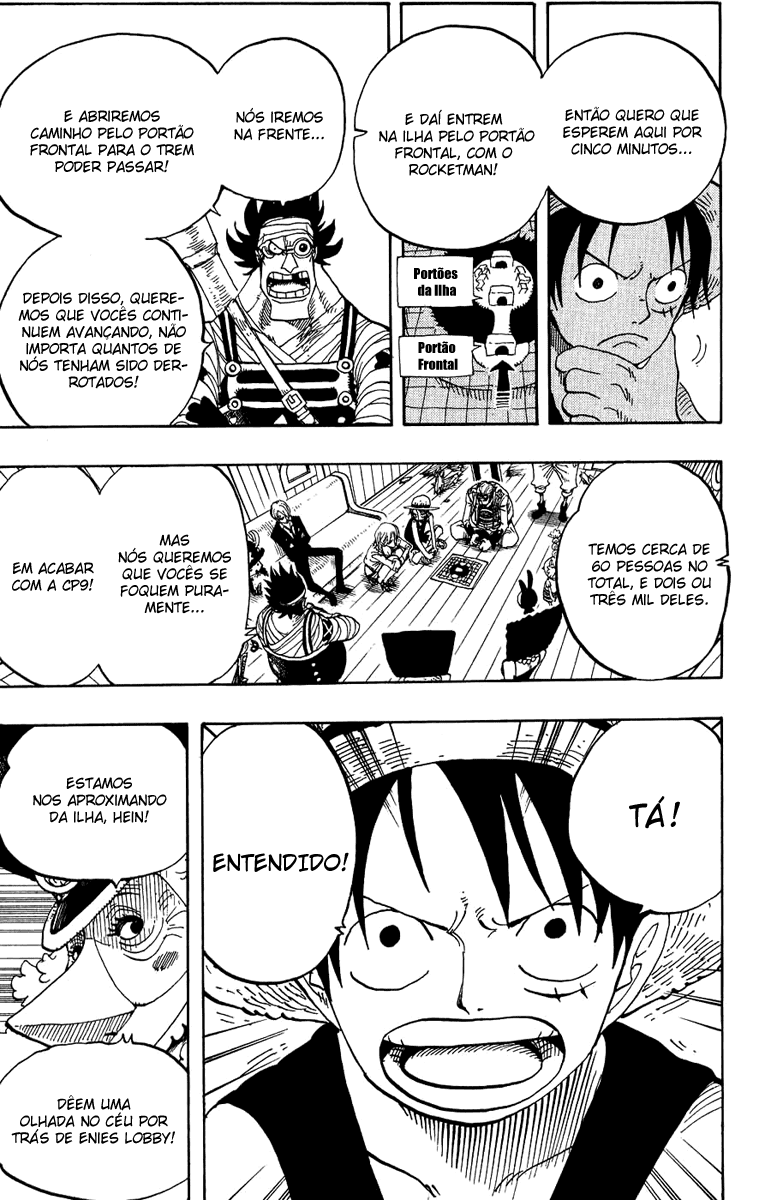 ENTÃO QUERO QUE
ESPEREM AQUI POR
CINCO MINUTOS...
E DAÍ ENTREM
NA ILHA PELO PORTÃO
FRONTAL, COM O
ROCKETMAN!
Portões
da Ilha
Portão
Frontal
NÓS IREMOS
NA FRENTE...
E ABRIREMOS
CAMINHO PELO PORTÃO
FRONTAL PARA O TREM
PODER PASSAR!
DEPOIS DISSO, QUERE-
MOS QUE VOCÊS CONTI-
NUEM AVANÇANDO, NÃO
IMPORTA QUANTOS DE
NÓS TENHAM SIDO DER-
ROTADOS!
TEMOS CERCA DE
60 PESSOAS NO
TOTAL, E DOIS OU
TRÊS MIL DELES.
MAS
NÓS QUEREMOS
QUE VOCÊS SE
FOQUEM PURA-
MENTE...
EM ACABAR
COM A CP9!
TÁ!
ENTENDIDO!
ESTAMOS
NOS APROXIMANDO
DA ILHA, HEIN!
DÊEM UMA
OLHADA NO CÉU POR
TRÁS DE ENIES LOBBY!